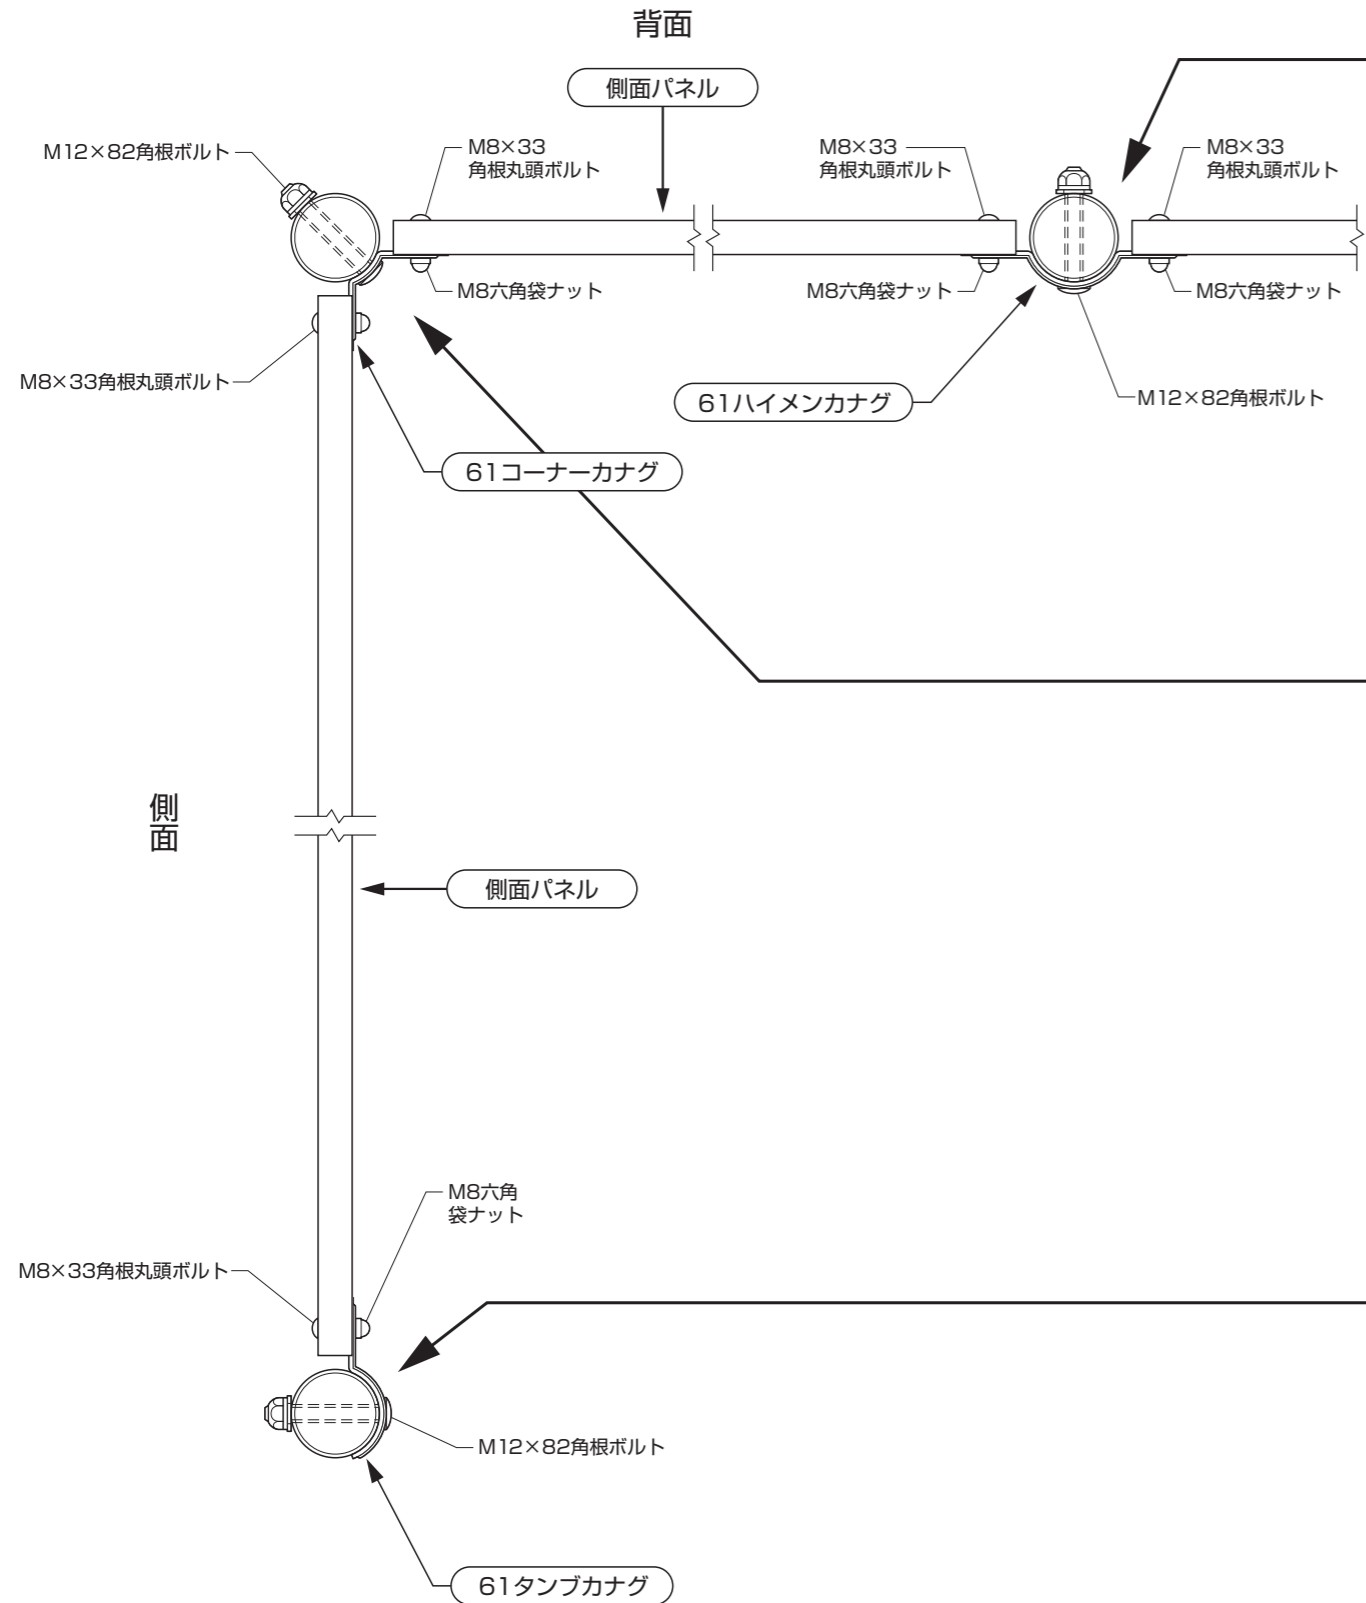 背面
側面パネル
M12×82角根ボルト
M8×33
角根丸頭ボルト
M8×33
角根丸頭ボルト
M8×33
角根丸頭ボルト
M8六角袋ナット
M8六角袋ナット
M8六角袋ナット
M8×33角根丸頭ボルト
61ハイメンカナグ
M12×82角根ボルト
61コーナーカナグ
側面
側面パネル
M8六角
袋ナット
M8×33角根丸頭ボルト
M12×82角根ボルト
61タンブカナグ